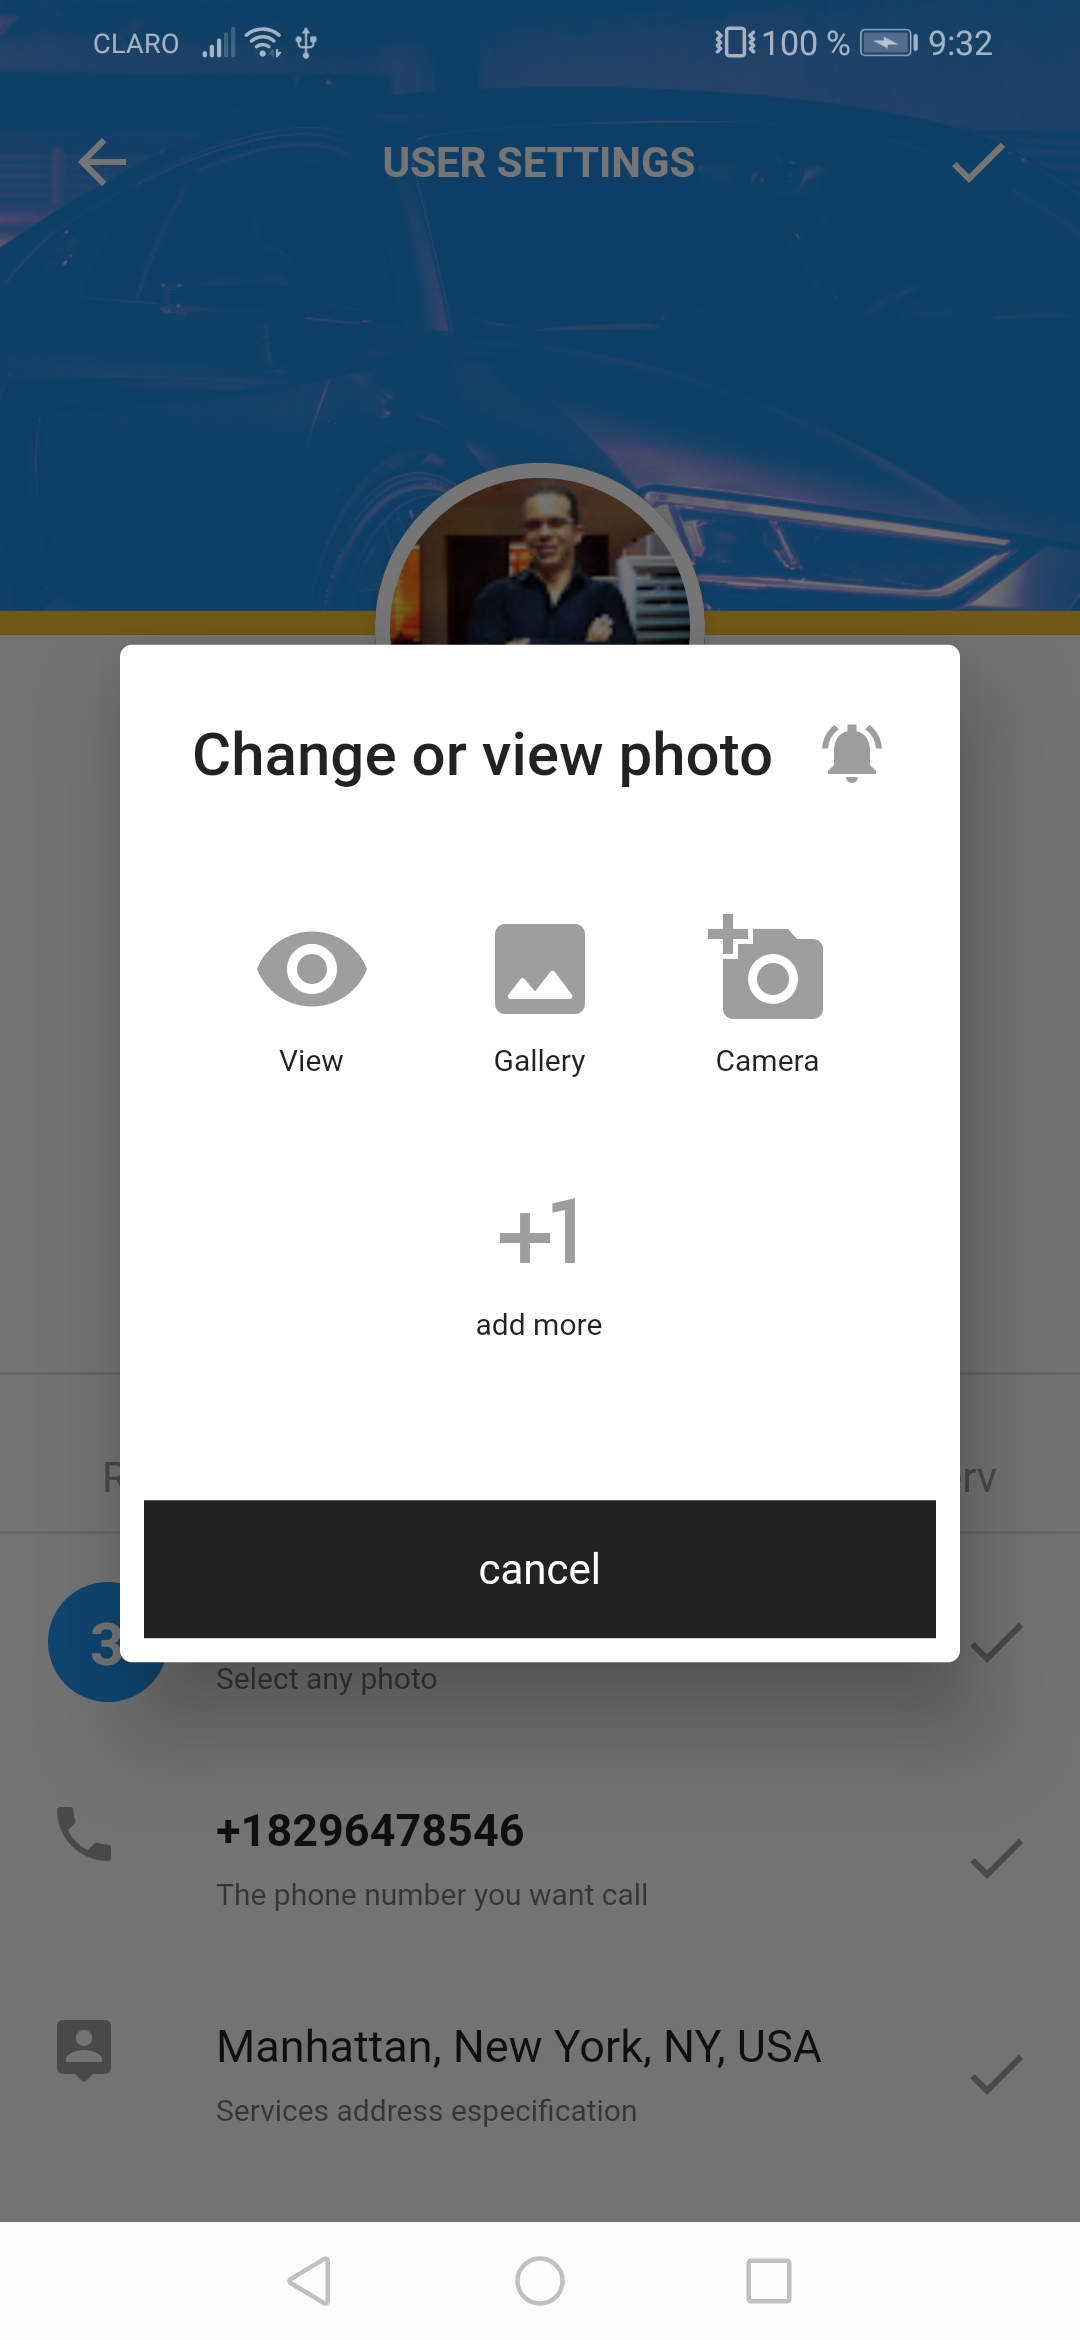 CLARO 100 % 9:32
USER SETTINGS
Change or view photo
View Gallery Camera
+1
add more
cancel
3
Select any photo
+18296478546
The phone number you want call
Manhattan, New York, NY, USA
Services address especification